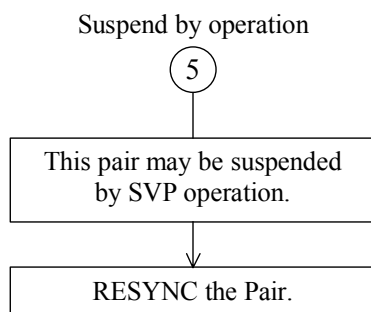 Suspend by operation
5
This pair may be suspended
by SVP operation.
RESYNC the Pair.